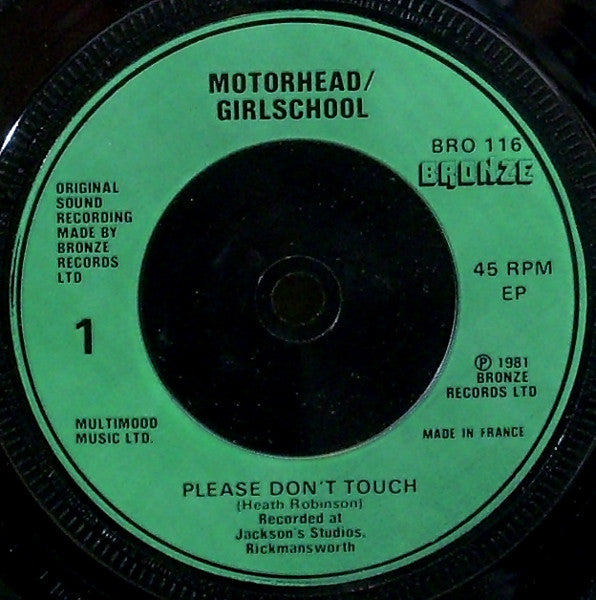 MOTORHEAD/
GIRLSCHOOL
BRO 116
BRONZE
ORIGINAL
SOUND
RECORDING
MADE BY
BRONZE
RECORDS
LTD
45 RPM
EP
1
℗ 1981
BRONZE
RECORDS LTD
MULTIMOOD
MUSIC LTD.
MADE IN FRANCE
PLEASE DON'T TOUCH
(Heath Robinson)
Recorded at
Jackson's Studios,
Rickmansworth